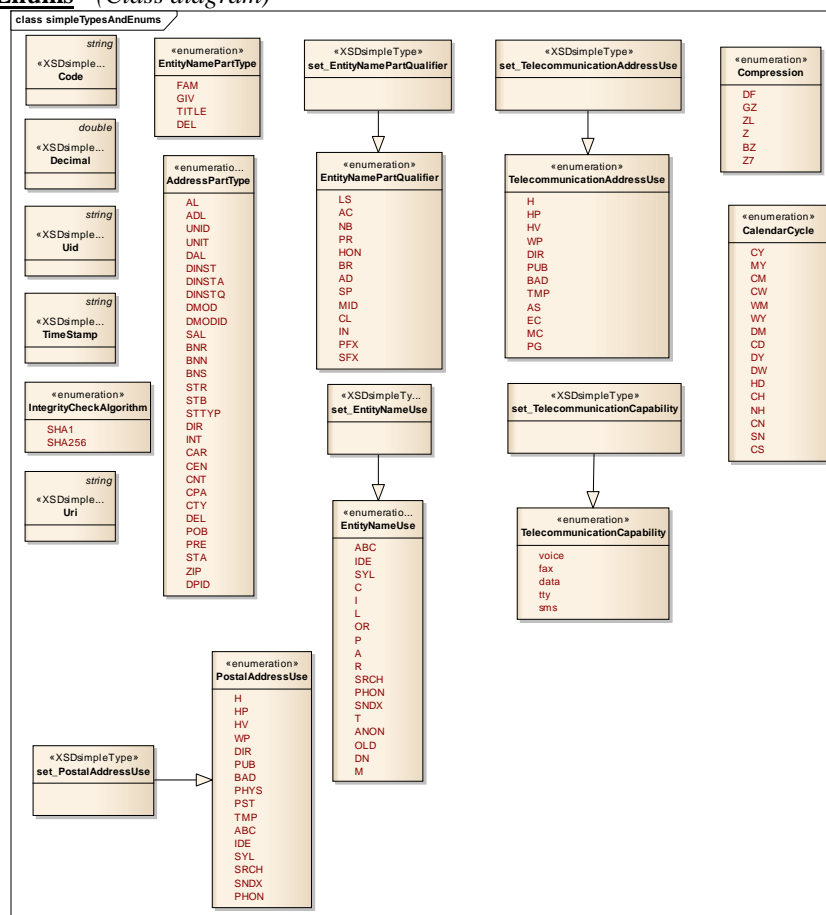 Enums (Class diagram)
class simpleTypesAndEnums
string
«XSDsimple...
Code
double
«XSDsimple...
Decimal
string
«XSDsimple...
Uid
string
«XSDsimple...
TimeStamp
«enumeration»
IntegrityCheckAlgorithm
SHA1
SHA256
string
«XSDsimple...
Uri
«enumeration»
EntityNamePartType
FAM
GIV
TITLE
DEL
«enumeratio...
AddressPartType
AL
ADL
UNID
UNIT
DAL
DINST
DINSTA
DINSTQ
DMOD
DMODID
SAL
BNR
BNN
BNS
STR
STB
STTYP
DIR
INT
CAR
CEN
CNT
CPA
CTY
DEL
POB
PRE
STA
ZIP
DPID
«XSDsimpleType»
set_EntityNamePartQualifier
«enumeration»
EntityNamePartQualifier
LS
AC
NB
PR
HON
BR
AD
SP
MID
CL
IN
PFX
SFX
«XSDsimpleTy...
set_EntityNameUse
«enumeratio...
EntityNameUse
ABC
IDE
SYL
C
I
L
OR
P
A
R
SRCH
PHON
SNDX
T
ANON
OLD
DN
M
«XSDsimpleType»
set_TelecommunicationAddressUse
«enumeration»
TelecommunicationAddressUse
H
HP
HV
WP
DIR
PUB
BAD
TMP
AS
EC
MC
PG
«XSDsimpleType»
set_TelecommunicationCapability
«enumeration»
TelecommunicationCapability
voice
fax
data
tty
sms
«enumeration»
Compression
DF
GZ
ZL
Z
BZ
Z7
«enumeration»
CalendarCycle
CY
MY
CM
CW
WM
WY
DM
CD
DY
DW
HD
CH
NH
CN
SN
CS
«XSDsimpleType»
set_PostalAddressUse
«enumeration»
PostalAddressUse
H
HP
HV
WP
DIR
PUB
BAD
PHYS
PST
TMP
ABC
IDE
SYL
SRCH
SNDX
PHON